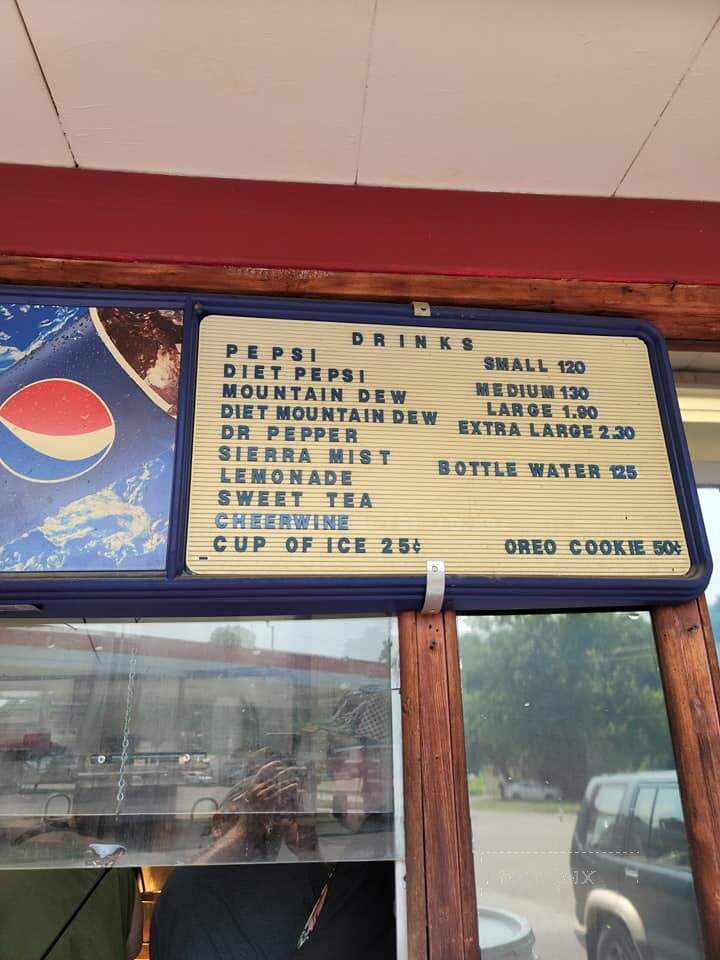 DRINKS
PEPSI
DIET PEPSI
MOUNTAIN DEW
DIET MOUNTAIN DEW
DR PEPPER
SIERRA MIST
LEMONADE
SWEET TEA
CHEERWINE
CUP OF ICE 25¢
SMALL 120
MEDIUM 130
LARGE 1.90
EXTRA LARGE 2.30
BOTTLE WATER 125
OREO COOKIE 50¢